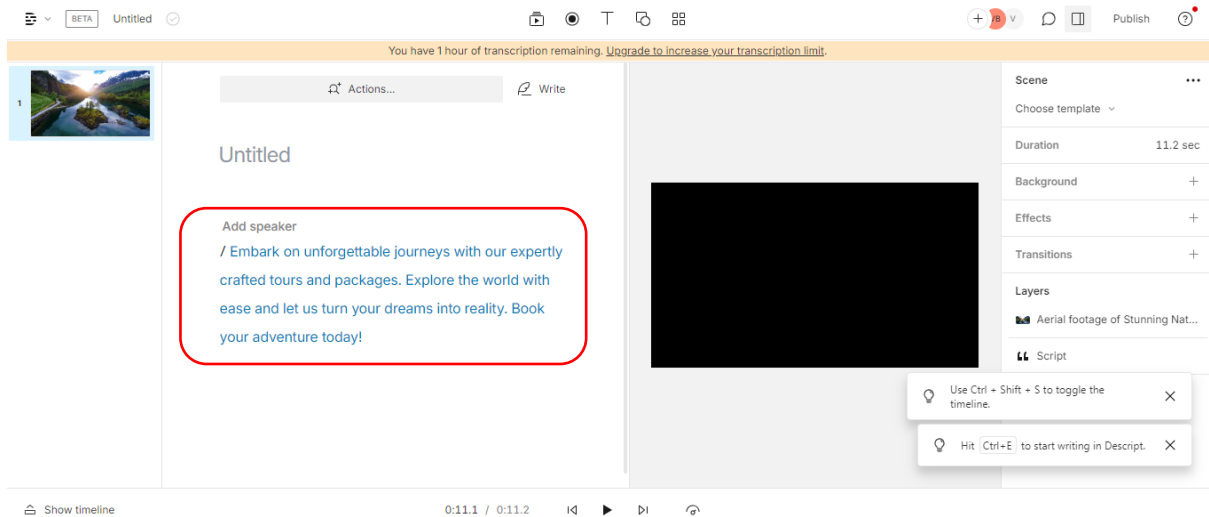 BETA Untitled VB V Publish
You have 1 hour of transcription remaining. Upgrade to increase your transcription limit.
1
Actions... Write
Untitled
Add speaker
/ Embark on unforgettable journeys with our expertly
crafted tours and packages. Explore the world with
ease and let us turn your dreams into reality. Book
your adventure today!
Scene
Choose template
Duration 11.2 sec
Background
Effects
Transitions
Layers
Aerial footage of Stunning Nat...
Script
Use Ctrl + Shift + S to toggle the
timeline.
Hit Ctrl+E to start writing in Descript.
Show timeline 0:11.1 / 0:11.2